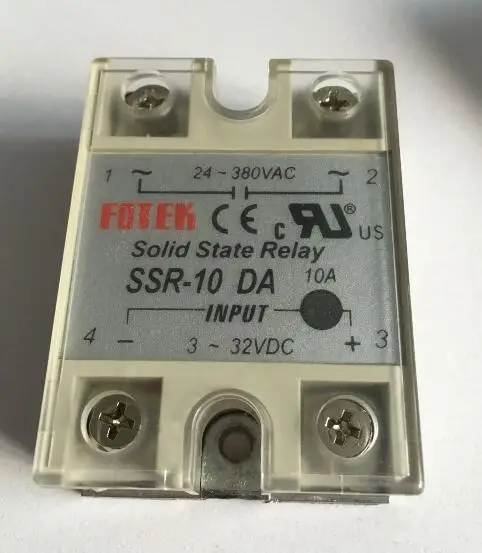 1 ~ 24 ~ 380VAC ~ 2
FOTEK CE c RU® US
Solid State Relay
SSR-10 DA 10A
INPUT
4 − 3 ~ 32VDC + 3